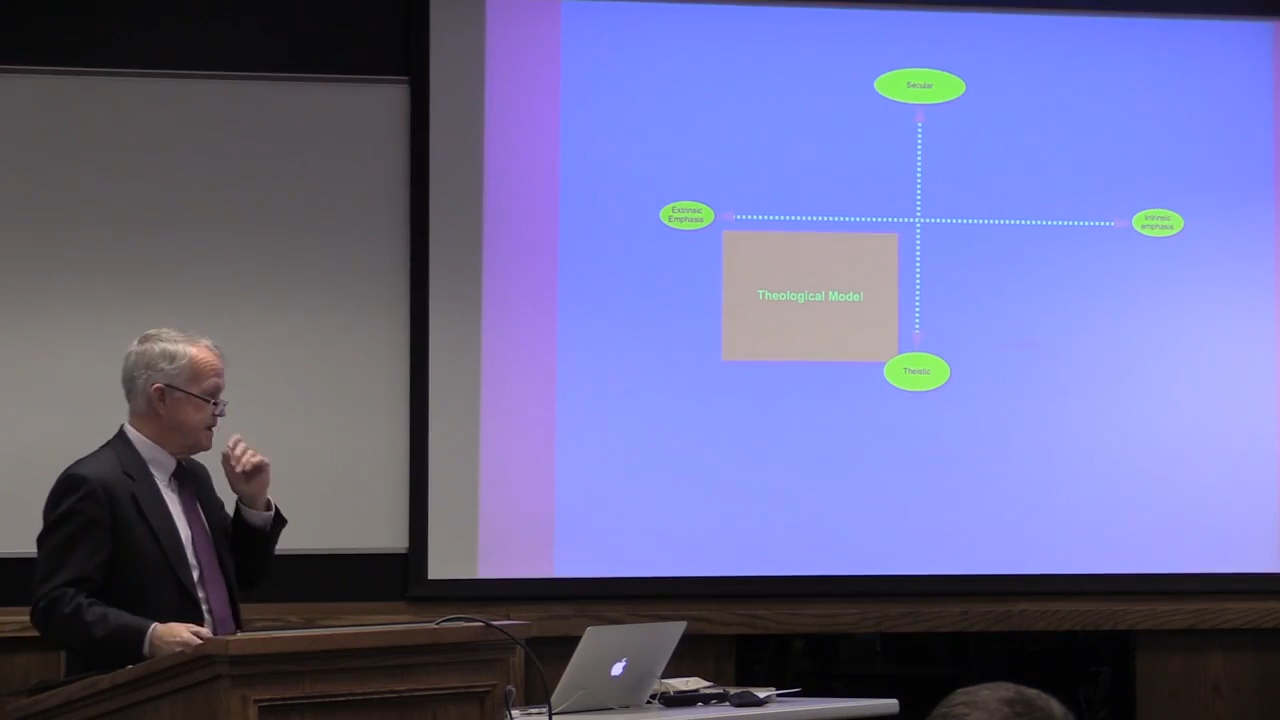 Secular
Extrinsic
Emphasis
Intrinsic
emphasis
Theological Model
Theistic